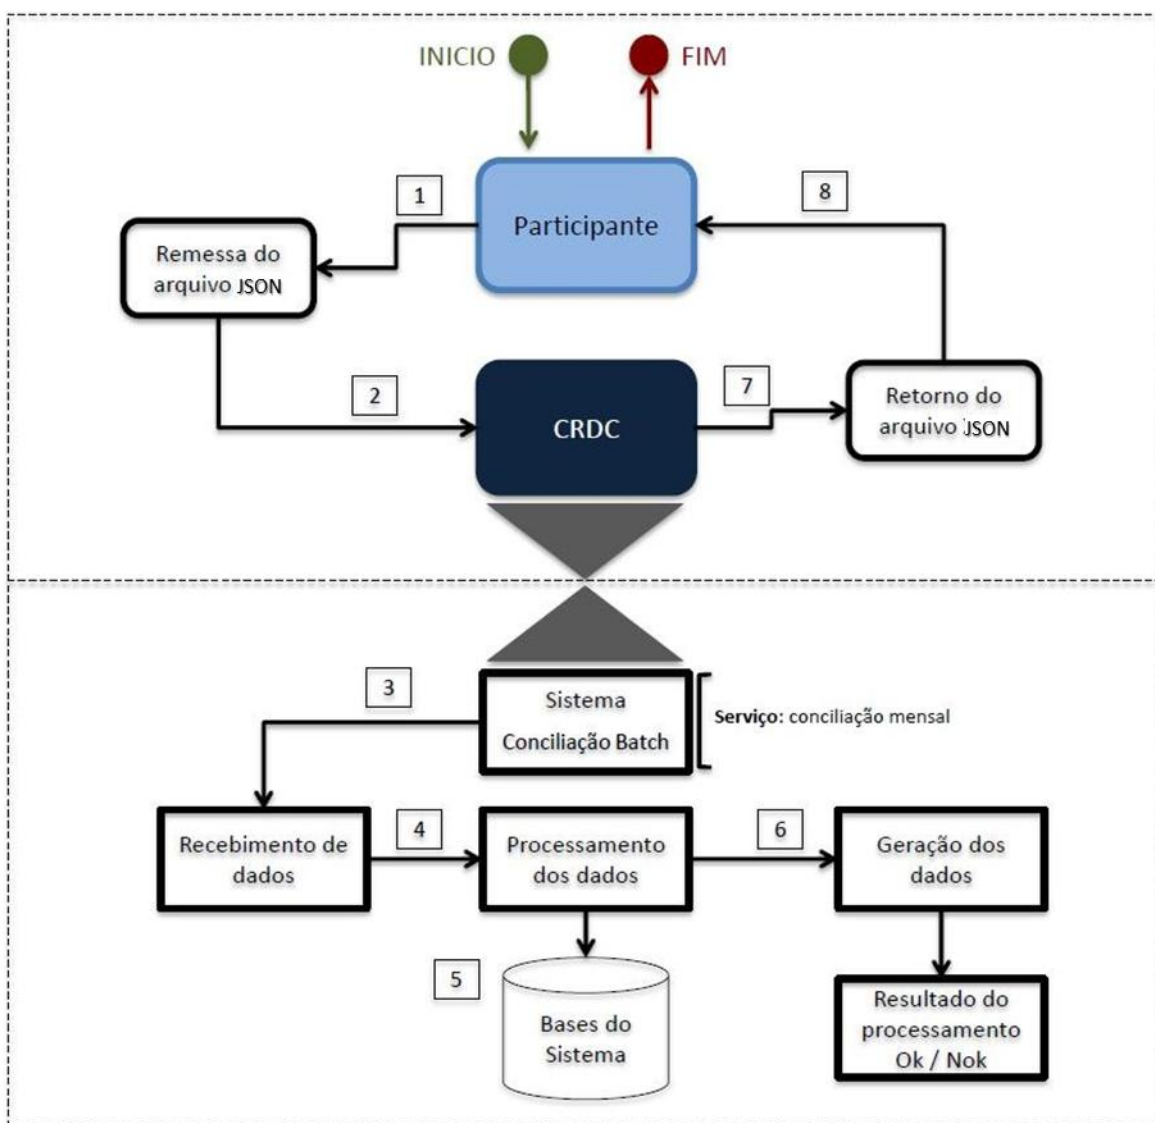 INICIO
FIM
1
8
Participante
Remessa do
arquivo JSON
2
7
CRDC
Retorno do
arquivo JSON
3
Sistema
Conciliação Batch
Serviço: conciliação mensal
4
6
Recebimento de
dados
Processamento
dos dados
Geração dos
dados
5
Bases do
Sistema
Resultado do
processamento
Ok / Nok